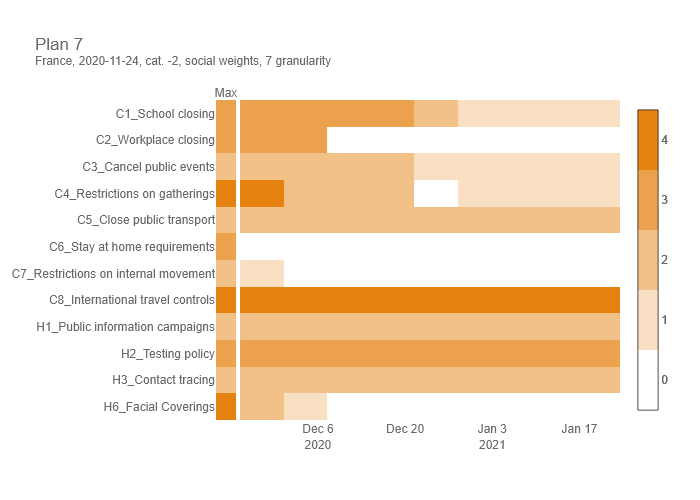 Plan 7
France, 2020-11-24, cat. -2, social weights, 7 granularity
Max
C1_School closing
C2_Workplace closing
C3_Cancel public events
C4_Restrictions on gatherings
C5_Close public transport
C6_Stay at home requirements
C7_Restrictions on internal movement
C8_International travel controls
H1_Public information campaigns
H2_Testing policy
H3_Contact tracing
H6_Facial Coverings
Dec 6 Dec 20 Jan 3 Jan 17
2020 2021
4
3
2
1
0